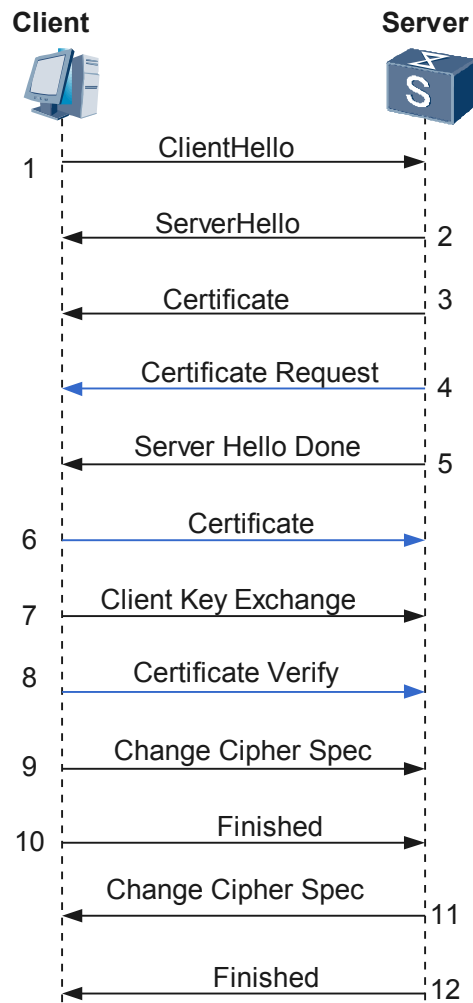 Client Server
S
1 ClientHello
ServerHello 2
Certificate 3
Certificate Request 4
Server Hello Done 5
6 Certificate
7 Client Key Exchange
8 Certificate Verify
9 Change Cipher Spec
10 Finished
Change Cipher Spec 11
Finished 12